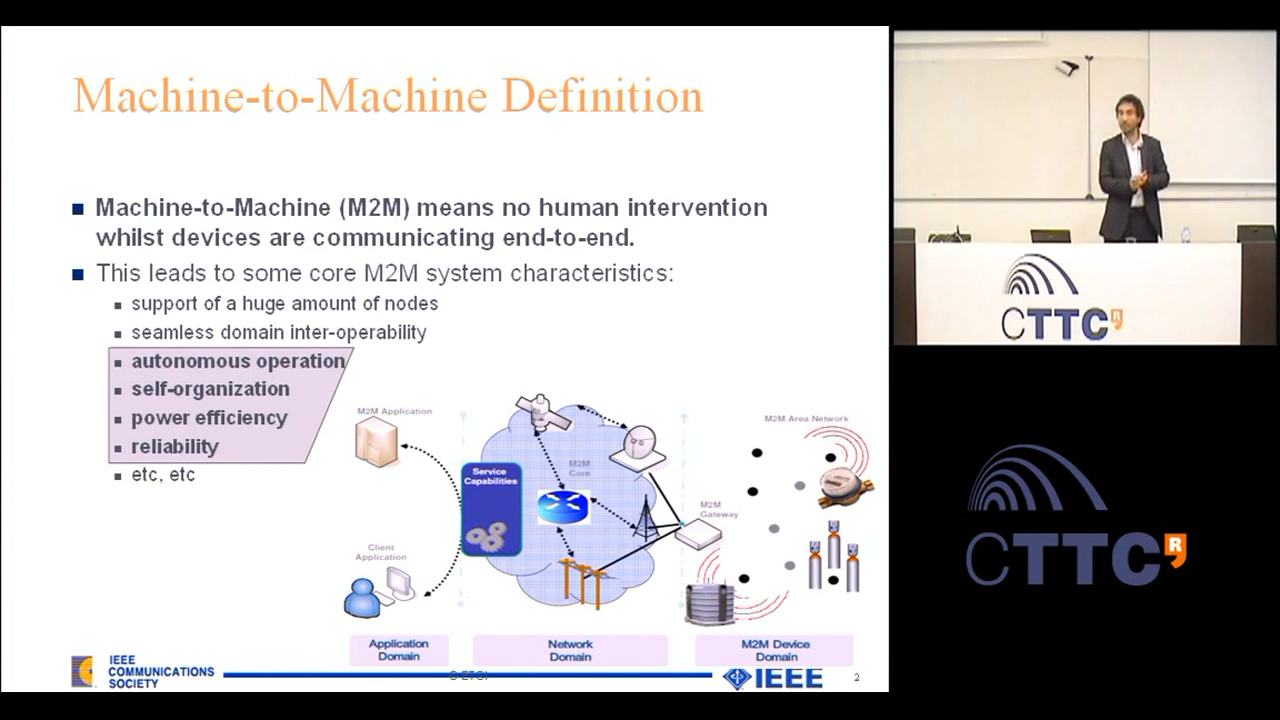 Machine-to-Machine Definition
Machine-to-Machine (M2M) means no human intervention
whilst devices are communicating end-to-end.
This leads to some core M2M system characteristics:
support of a huge amount of nodes
seamless domain inter-operability
autonomous operation
self-organization
power efficiency
reliability
etc, etc
M2M Application
M2M Area Network
Service
Capabilities
M2M
Core
M2M
Gateway
Client
Application
Application
Domain
Network
Domain
M2M Device
Domain
IEEE
COMMUNICATIONS
SOCIETY
IEEE
2
CTTC
CTTC